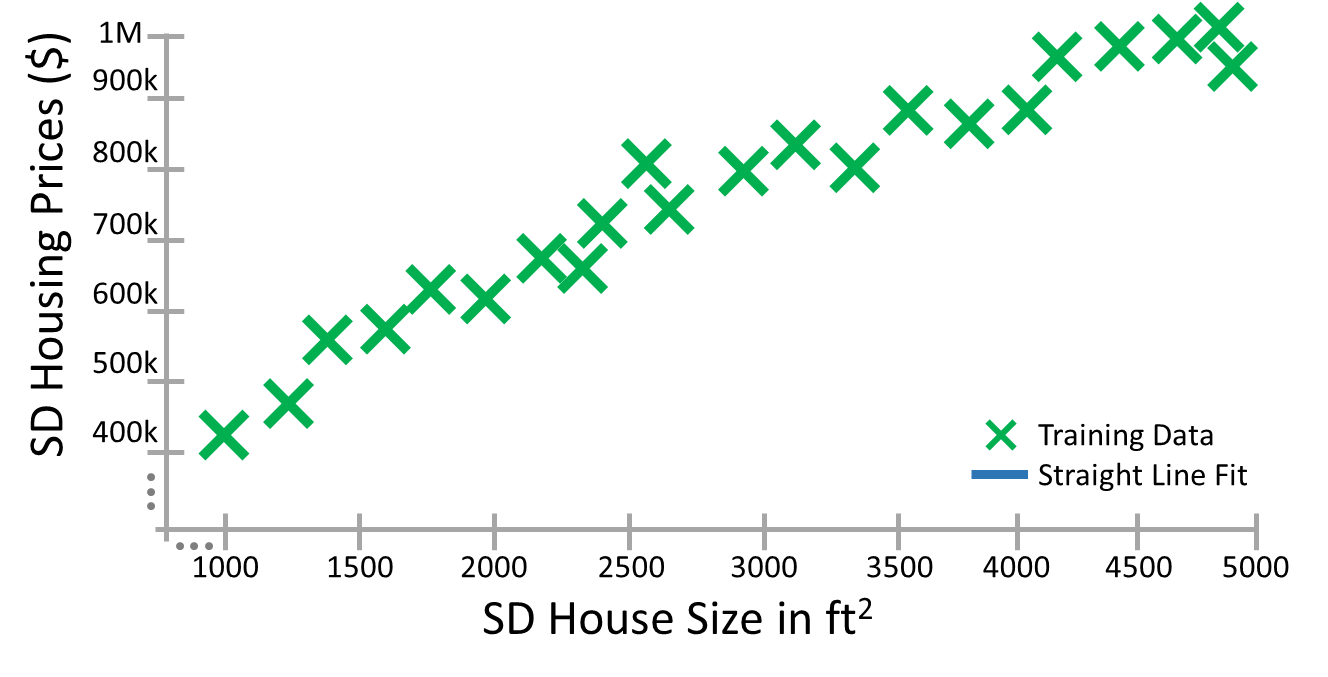 SD Housing Prices ($)
1M
900k
800k
700k
600k
500k
400k
Training Data
Straight Line Fit
1000 1500 2000 2500 3000 3500 4000 4500 5000
SD House Size in ft²